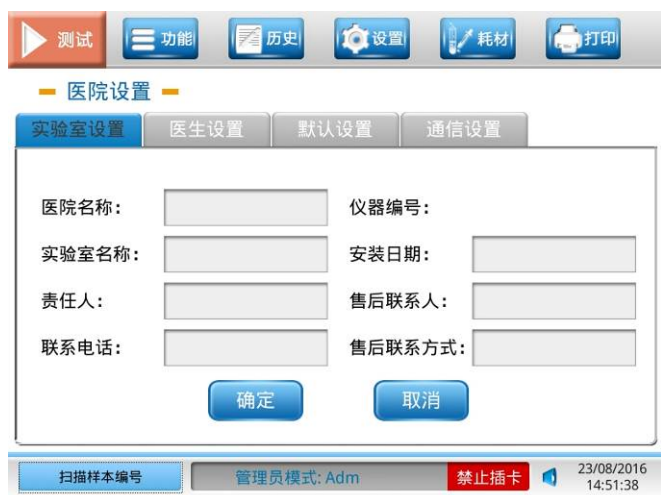 测试 功能 历史 设置 耗材 打印
医院设置
实验室设置 医生设置 默认设置 通信设置
医院名称: 仪器编号:
实验室名称: 安装日期:
责任人: 售后联系人:
联系电话: 售后联系方式:
确定 取消
扫描样本编号 管理员模式: Adm 禁止插卡 23/08/2016
14:51:38